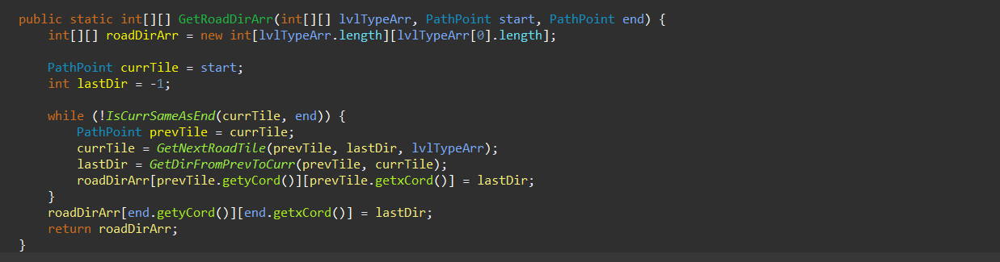 public static int[][] GetRoadDirArr(int[][] lvlTypeArr, PathPoint start, PathPoint end) {
int[][] roadDirArr = new int[lvlTypeArr.length][lvlTypeArr[0].length];
PathPoint currTile = start;
int lastDir = -1;
while (!IsCurrSameAsEnd(currTile, end)) {
PathPoint prevTile = currTile;
currTile = GetNextRoadTile(prevTile, lastDir, lvlTypeArr);
lastDir = GetDirFromPrevToCurr(prevTile, currTile);
roadDirArr[prevTile.getyCord()][prevTile.getxCord()] = lastDir;
}
roadDirArr[end.getyCord()][end.getxCord()] = lastDir;
return roadDirArr;
}